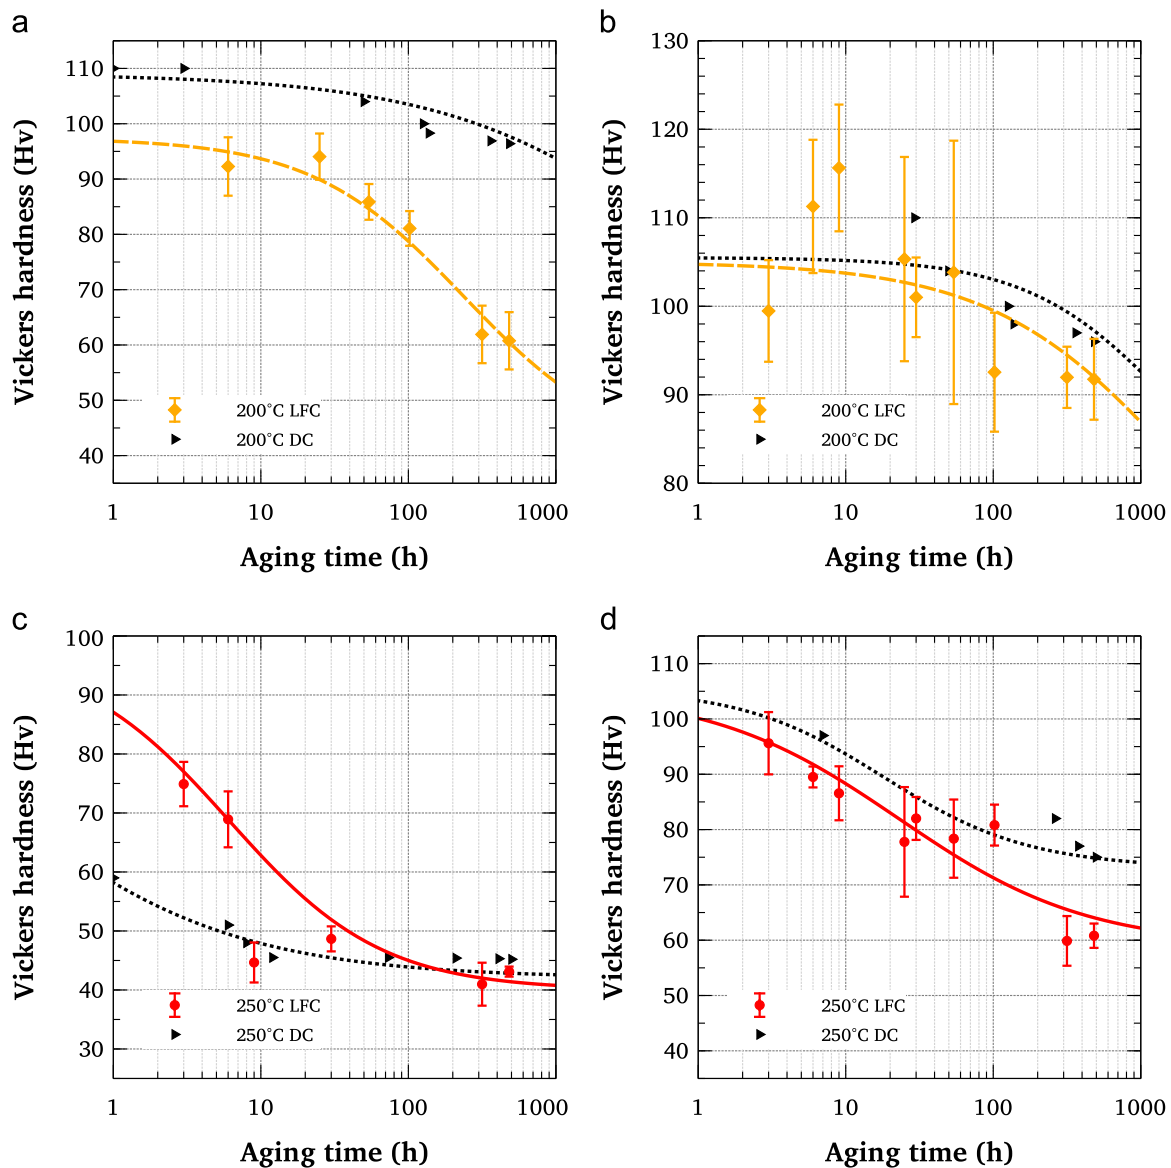 a
Vickers hardness (Hv)
110
100
90
80
70
60
50
40
200°C LFC
200°C DC
1 10 100 1000
Aging time (h)
b
Vickers hardness (Hv)
130
120
110
100
90
80
200°C LFC
200°C DC
1 10 100 1000
Aging time (h)
c
Vickers hardness (Hv)
100
90
80
70
60
50
40
30
250°C LFC
250°C DC
1 10 100 1000
Aging time (h)
d
Vickers hardness (Hv)
110
100
90
80
70
60
50
40
250°C LFC
250°C DC
1 10 100 1000
Aging time (h)